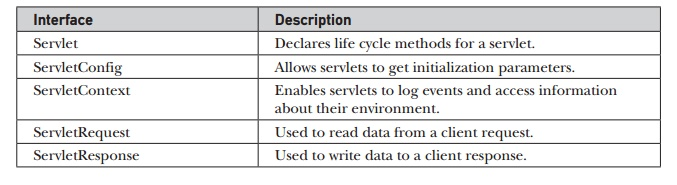 Interface Description
Servlet Declares life cycle methods for a servlet.
ServletConfig Allows servlets to get initialization parameters.
ServletContext Enables servlets to log events and access information
about their environment.
ServletRequest Used to read data from a client request.
ServletResponse Used to write data to a client response.